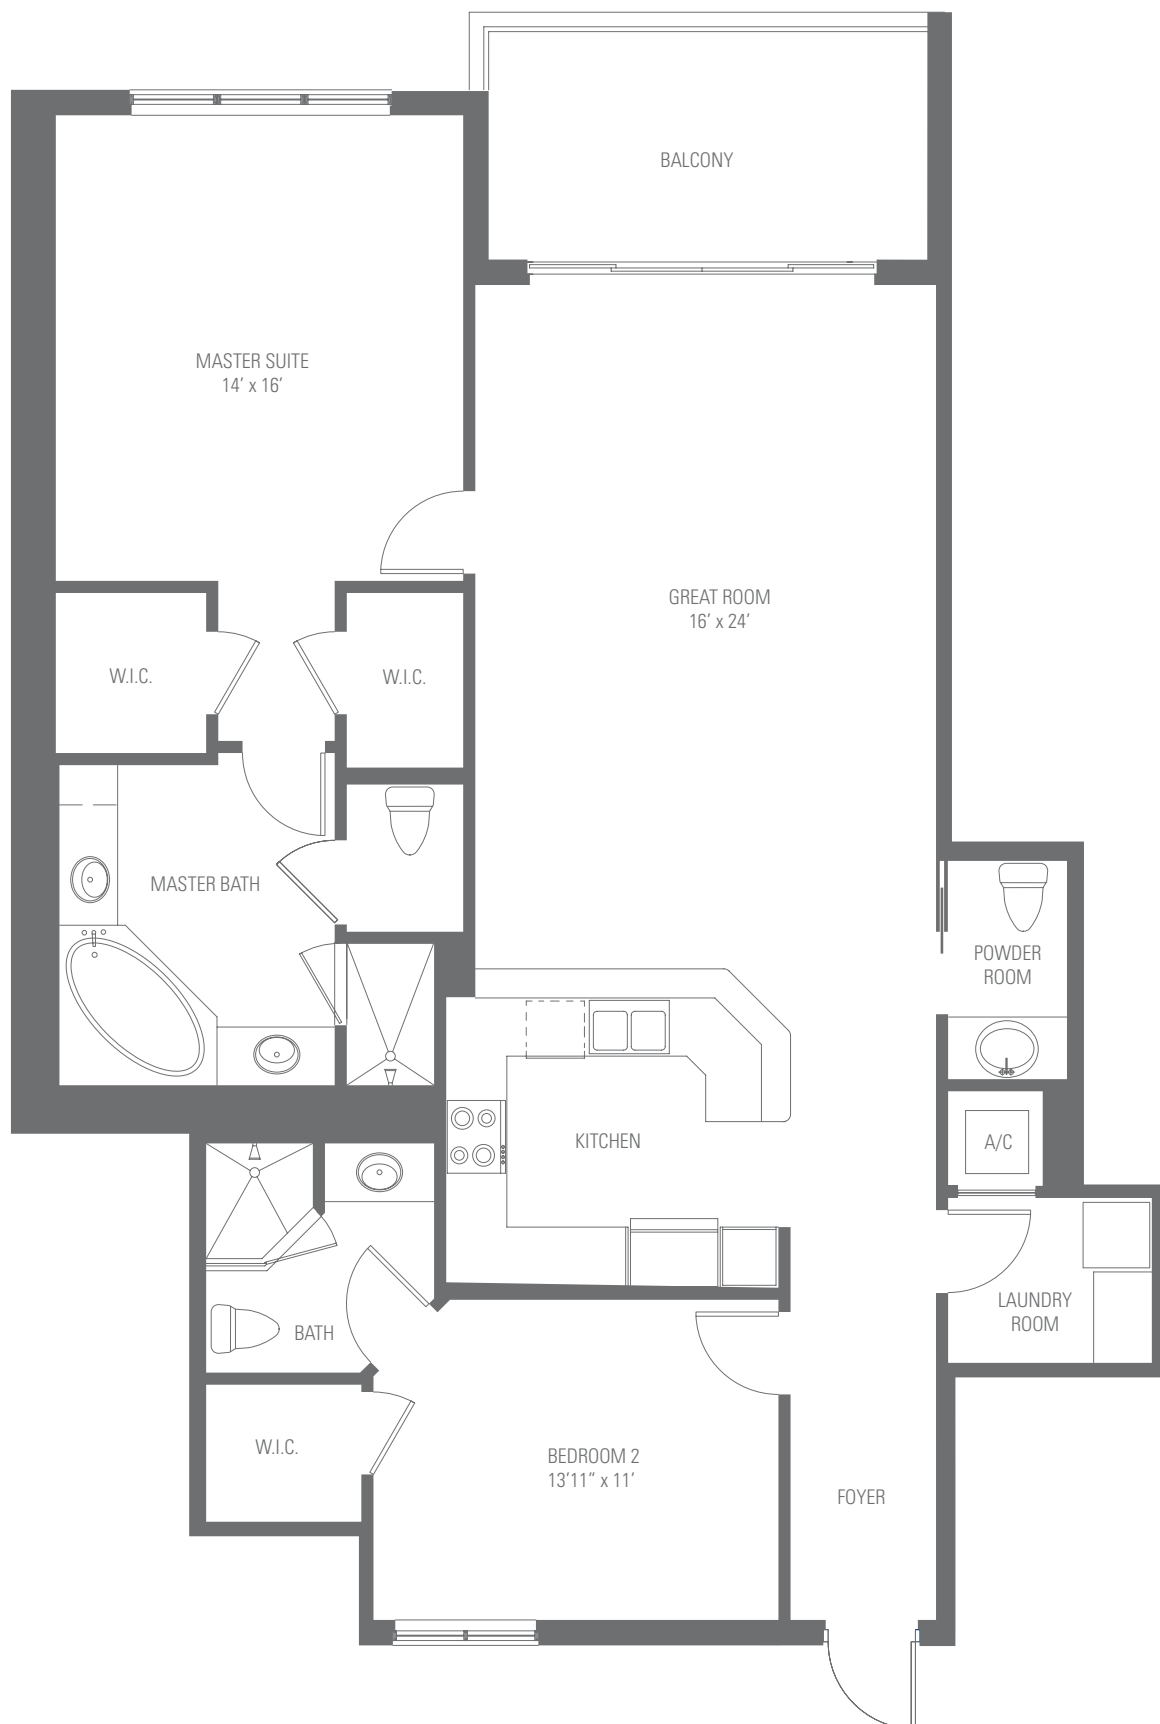 BALCONY
MASTER SUITE
14’ x 16’
GREAT ROOM
16’ x 24’
W.I.C.
W.I.C.
MASTER BATH
POWDER
ROOM
KITCHEN
A/C
LAUNDRY
ROOM
BATH
W.I.C.
BEDROOM 2
13’11” x 11’
FOYER